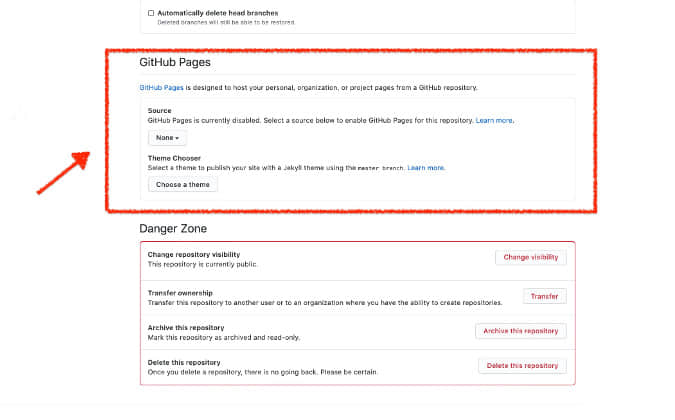 Automatically delete head branches
Deleted branches will still be able to be restored.
GitHub Pages
GitHub Pages is designed to host your personal, organization, or project pages from a GitHub repository.
Source
GitHub Pages is currently disabled. Select a source below to enable GitHub Pages for this repository. Learn more.
None
Theme Chooser
Select a theme to publish your site with a Jekyll theme using the master branch. Learn more.
Choose a theme
Danger Zone
Change repository visibility
This repository is currently public.
Change visibility
Transfer ownership
Transfer this repository to another user or to an organization where you have the ability to create repositories.
Transfer
Archive this repository
Mark this repository as archived and read-only.
Archive this repository
Delete this repository
Once you delete a repository, there is no going back. Please be certain.
Delete this repository